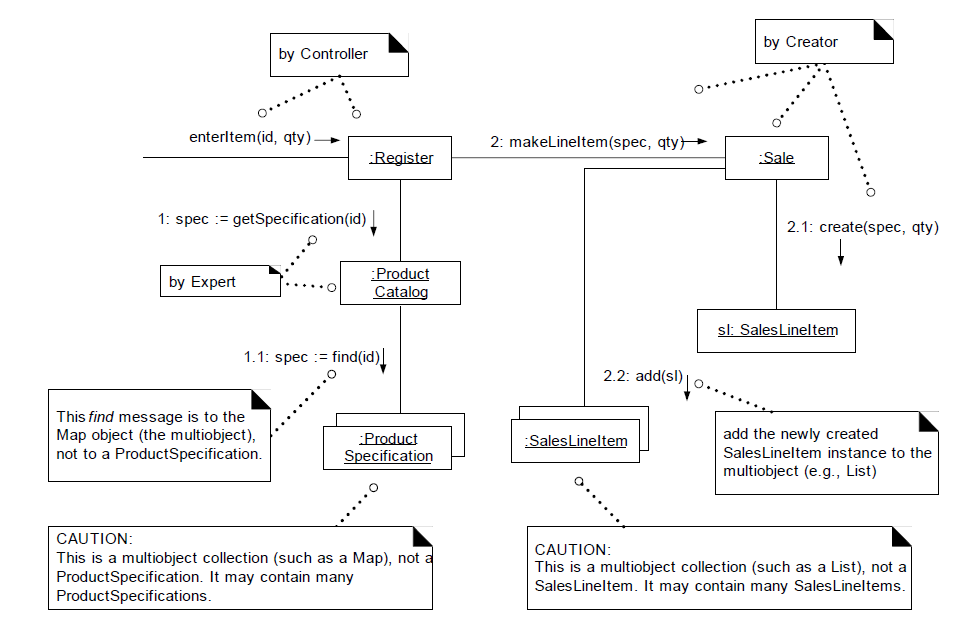 by Controller
by Creator
enterItem(id, qty)
:Register
2: makeLineItem(spec, qty)
:Sale
1: spec := getSpecification(id)
2.1: create(spec, qty)
by Expert
:Product
Catalog
sl: SalesLineItem
1.1: spec := find(id)
2.2: add(sl)
This find message is to the
Map object (the multiobject),
not to a ProductSpecification.
:Product
Specification
:SalesLineItem
add the newly created
SalesLineItem instance to the
multiobject (e.g., List)
CAUTION:
This is a multiobject collection (such as a Map), not a
ProductSpecification. It may contain many
ProductSpecifications.
CAUTION:
This is a multiobject collection (such as a List), not a
SalesLineItem. It may contain many SalesLineItems.